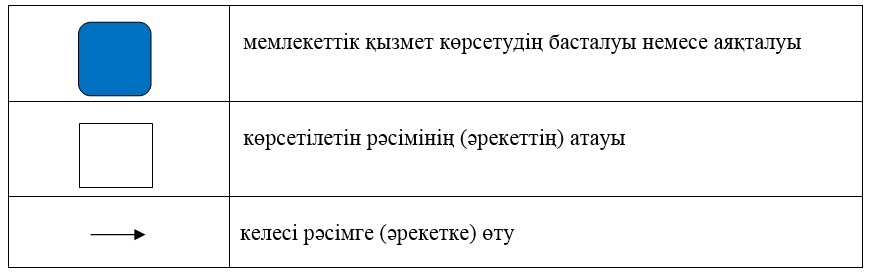 мемлекеттік қызмет көрсетудің басталуы немесе аяқталуы
көрсетілетін рәсімінің (әрекеттің) атауы
келесі рәсімге (әрекетке) өту